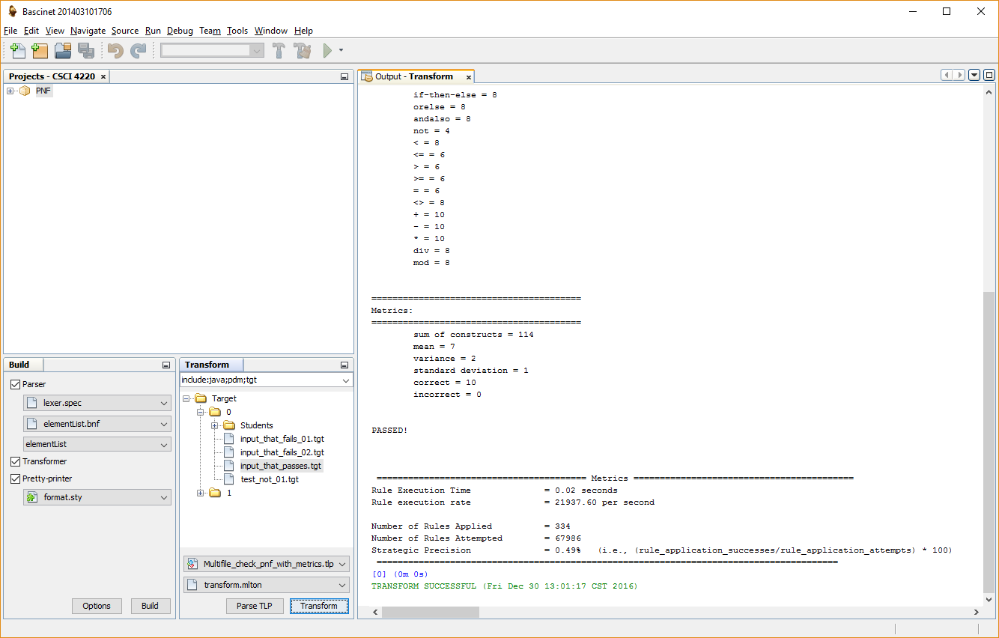 Bascinet 201403101706
File Edit View Navigate Source Run Debug Team Tools Window Help
Projects - CSCI 4220 ×
PNF
Output - Transform ×
if-then-else = 8
orelse = 8
andalso = 8
not = 4
< = 8
<= = 6
> = 6
>= = 6
= = 6
<> = 8
+ = 10
- = 10
* = 10
div = 8
mod = 8
========================================
Metrics:
========================================
sum of constructs = 114
mean = 7
variance = 2
standard deviation = 1
correct = 10
incorrect = 0
PASSED!
======================================== Metrics ==========================================
Rule Execution Time = 0.02 seconds
Rule execution rate = 21937.60 per second
Number of Rules Applied = 334
Number of Rules Attempted = 67986
Strategic Precision = 0.49% (i.e., (rule_application_successes/rule_application_attempts) * 100)
========================================================================================
[0] (0m 0s)
TRANSFORM SUCCESSFUL (Fri Dec 30 13:01:17 CST 2016)
Build
Parser
lexer.spec
elementList.bnf
elementList
Transformer
Pretty-printer
format.sty
Options Build
Transform
include:java;pdm;tgt
Target
0
Students
input_that_fails_01.tgt
input_that_fails_02.tgt
input_that_passes.tgt
test_not_01.tgt
1
Multifile_check_pnf_with_metrics.tlp
transform.mlton
Parse TLP Transform